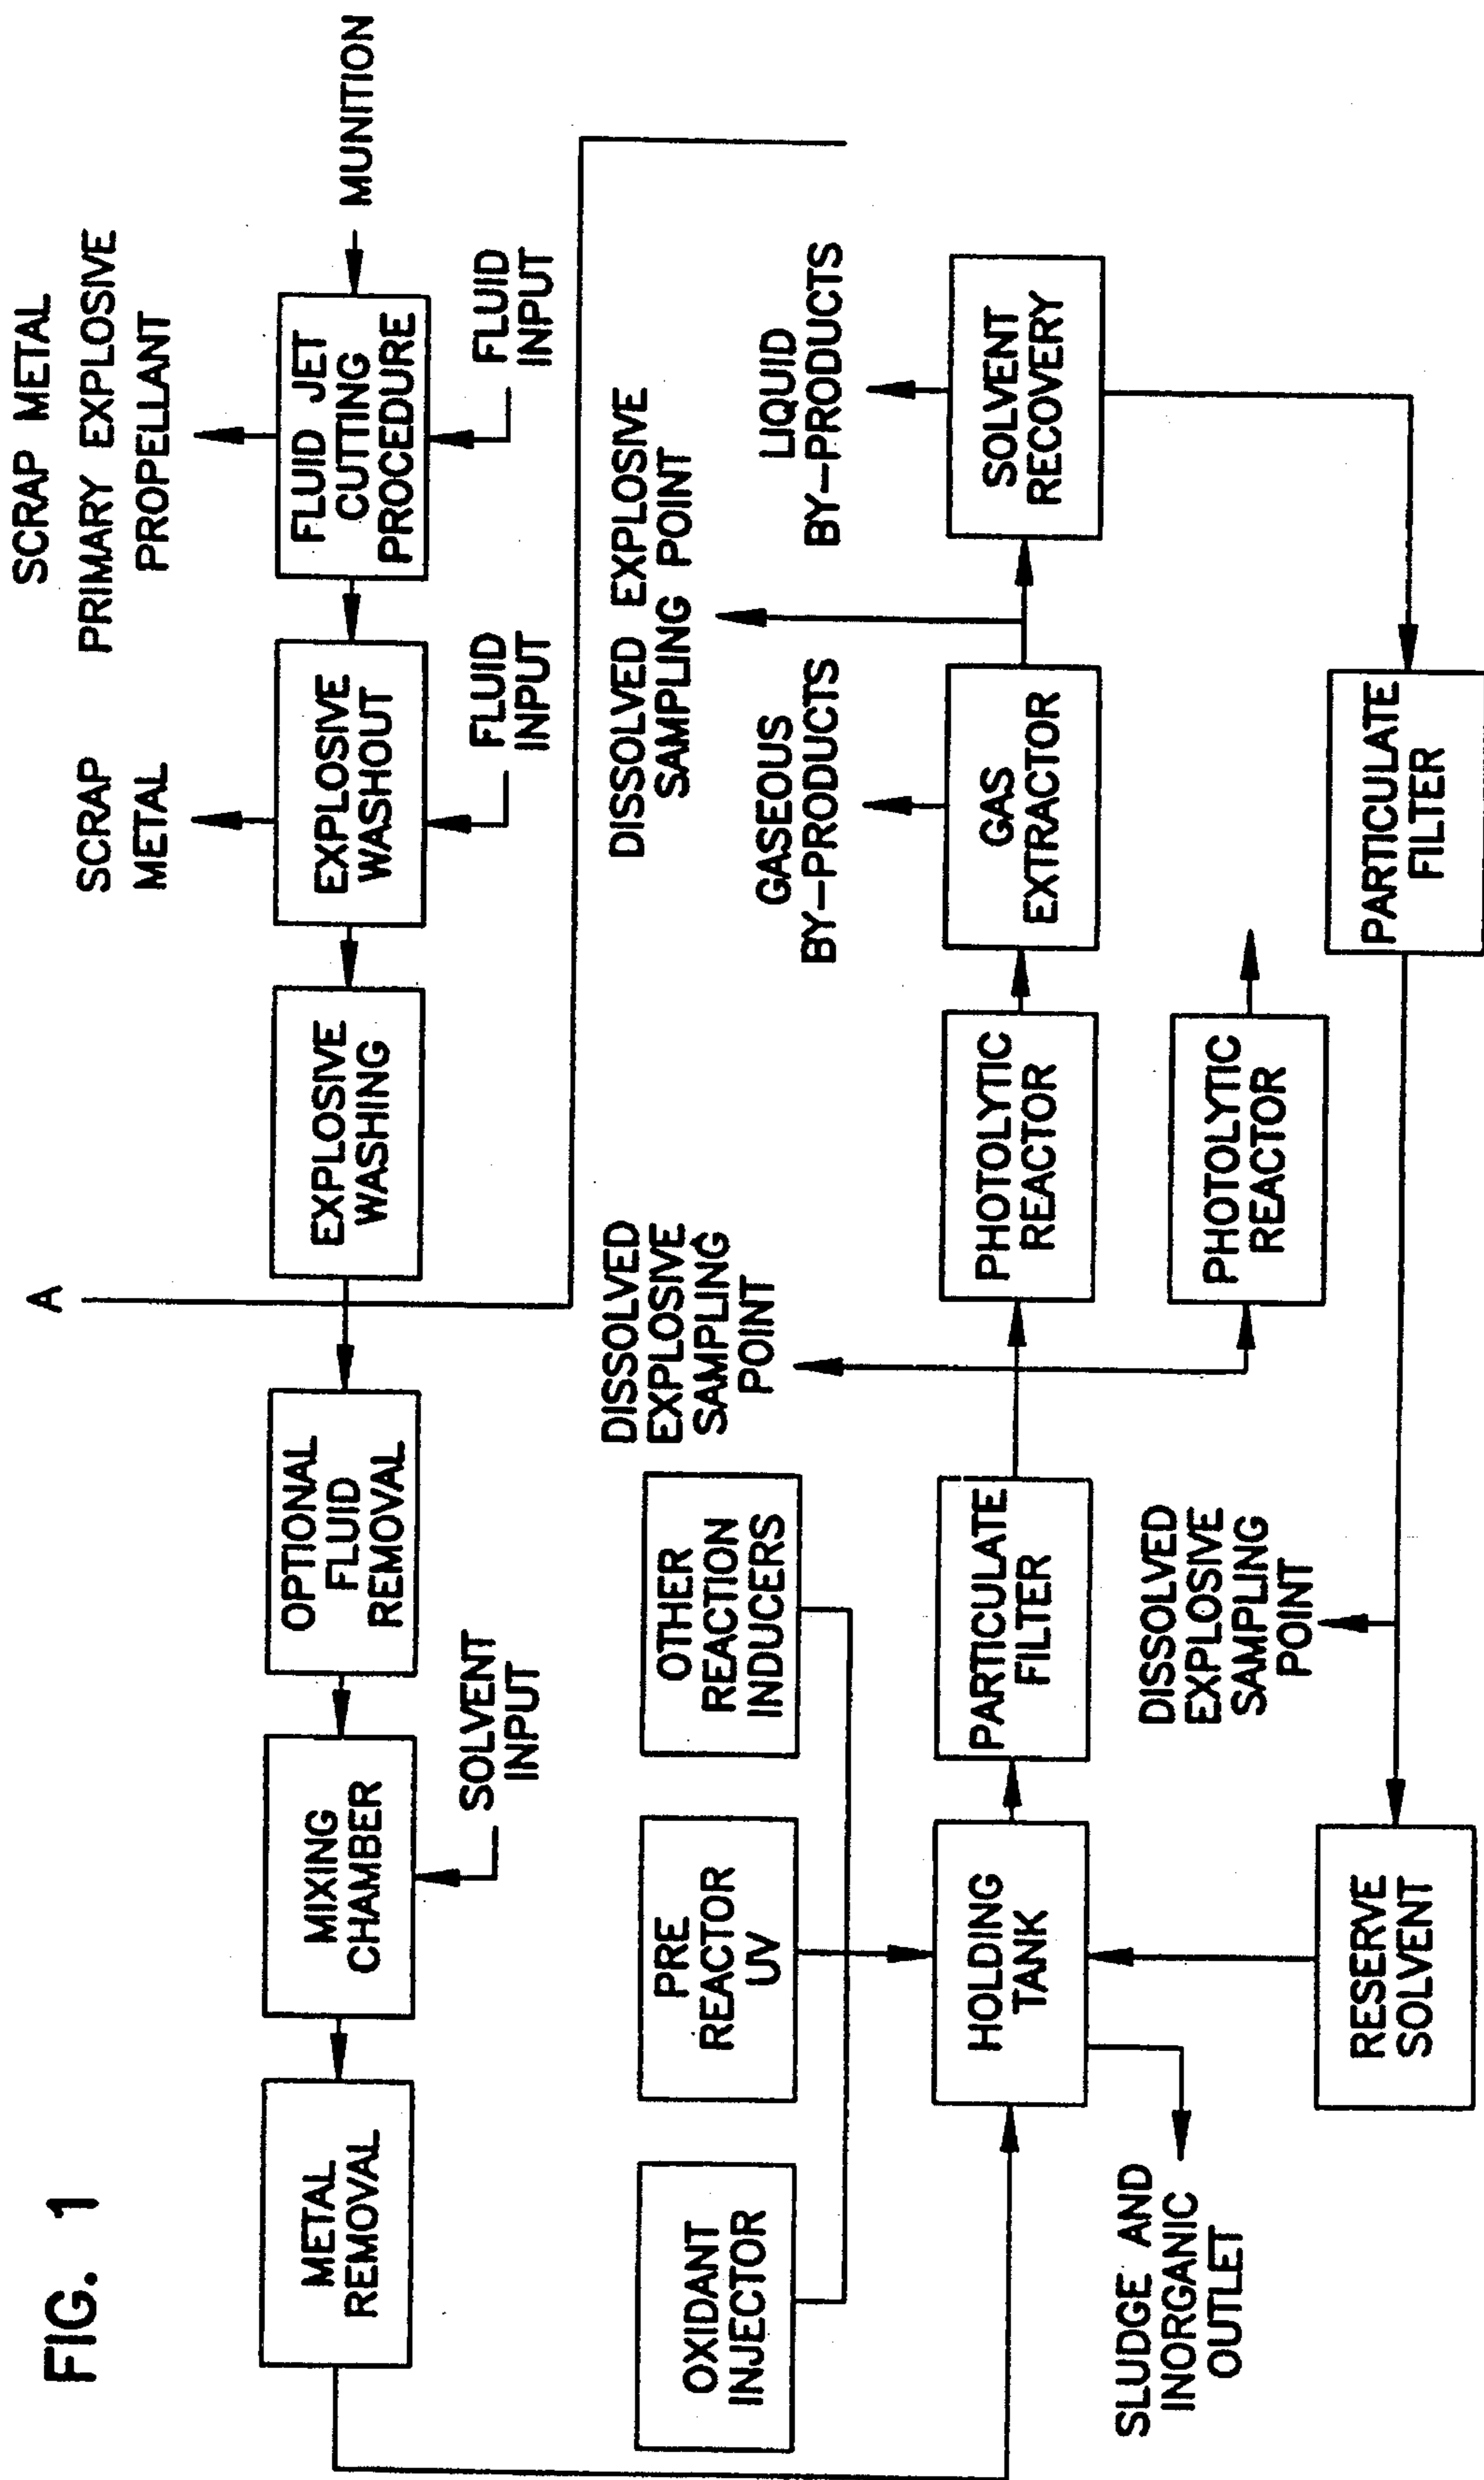 FIG. 1
A
SCRAP METAL
PRIMARY EXPLOSIVE
PROPELLANT
SCRAP
METAL
MUNITION
FLUID JET
CUTTING
PROCEDURE
FLUID
INPUT
EXPLOSIVE
WASHOUT
FLUID
INPUT
EXPLOSIVE
WASHING
OPTIONAL
FLUID
REMOVAL
MIXING
CHAMBER
SOLVENT
INPUT
METAL
REMOVAL
OXIDANT
INJECTOR
PRE
REACTOR
UV
OTHER
REACTION
INDUCERS
HOLDING
TANK
SLUDGE AND
INORGANIC
OUTLET
PARTICULATE
FILTER
DISSOLVED
EXPLOSIVE
SAMPLING
POINT
PHOTOLYTIC
REACTOR
PHOTOLYTIC
REACTOR
GAS
EXTRACTOR
GASEOUS
BY-PRODUCTS
DISSOLVED EXPLOSIVE
SAMPLING POINT
SOLVENT
RECOVERY
LIQUID
BY-PRODUCTS
PARTICULATE
FILTER
DISSOLVED
EXPLOSIVE
SAMPLING
POINT
RESERVE
SOLVENT